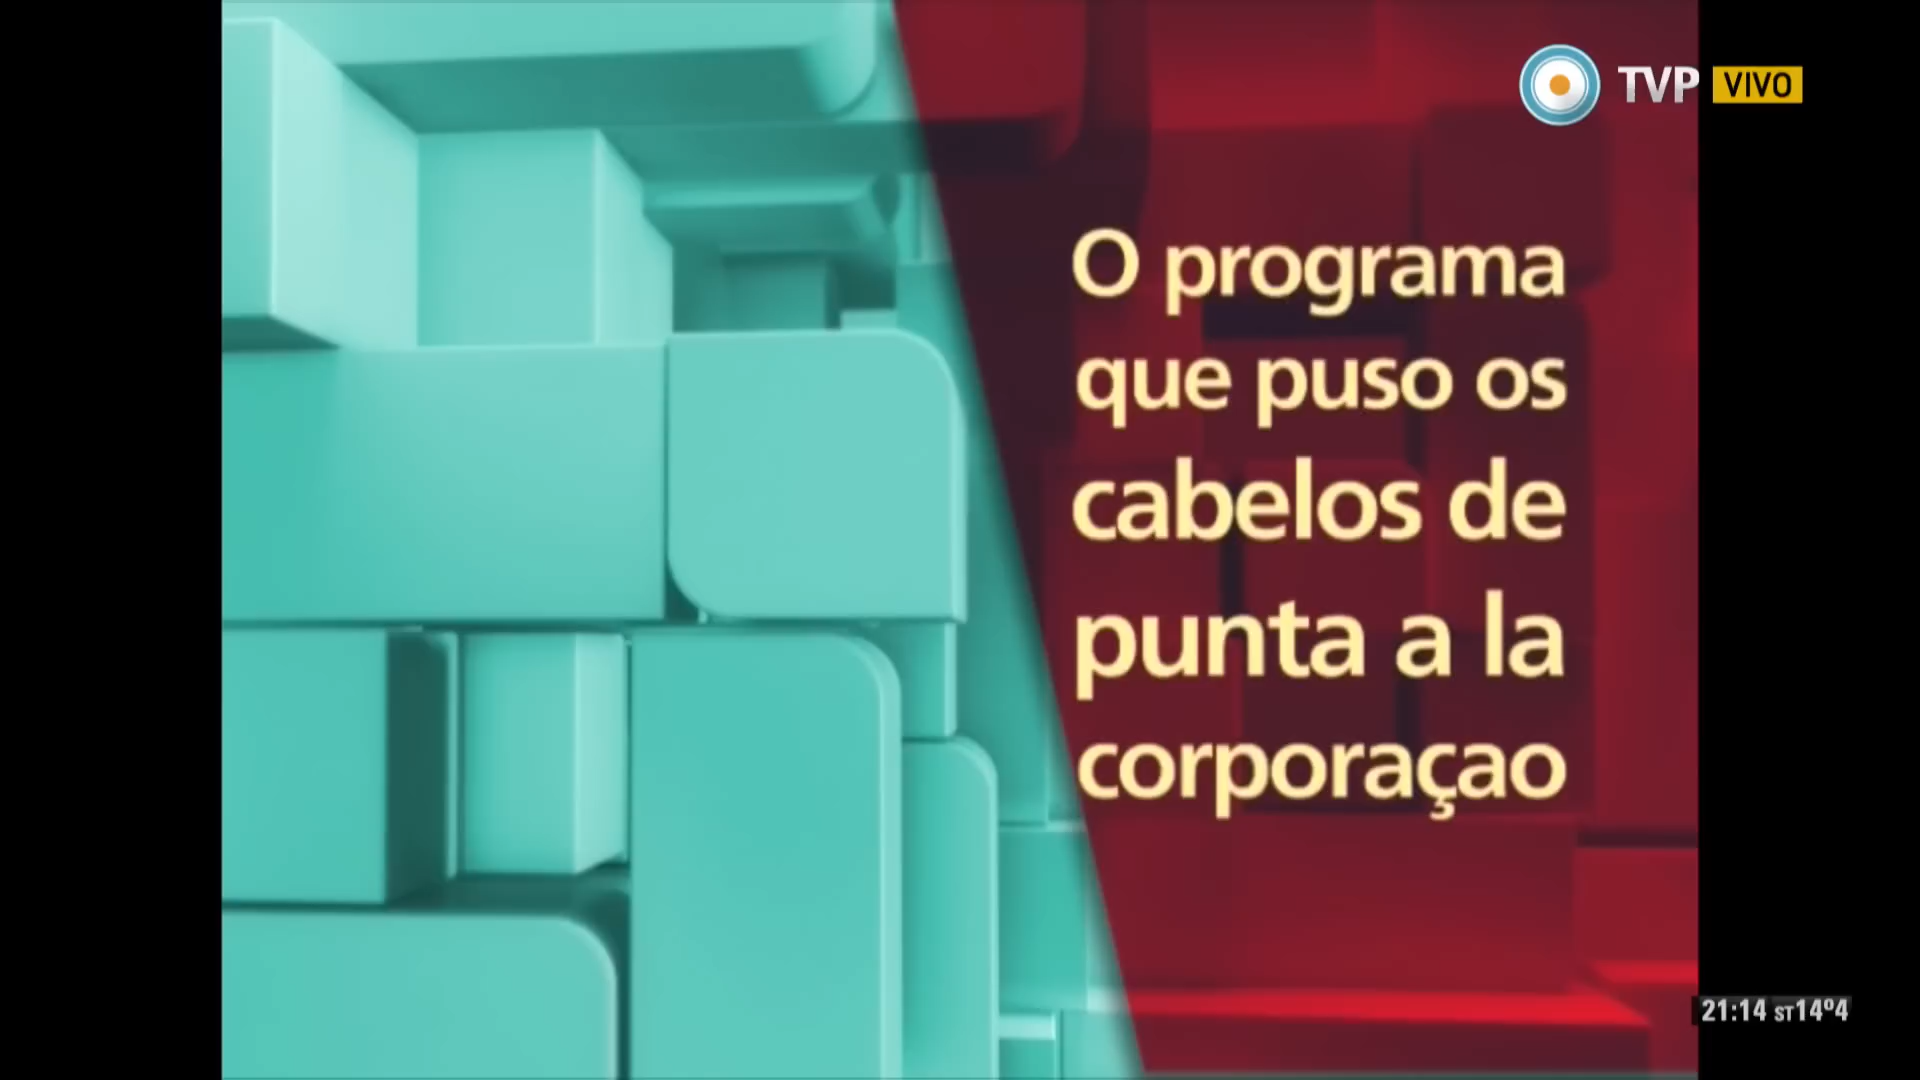 TVP VIVO
O programa
que puso os
cabelos de
punta a la
corporaçao
21:14 ST14º4